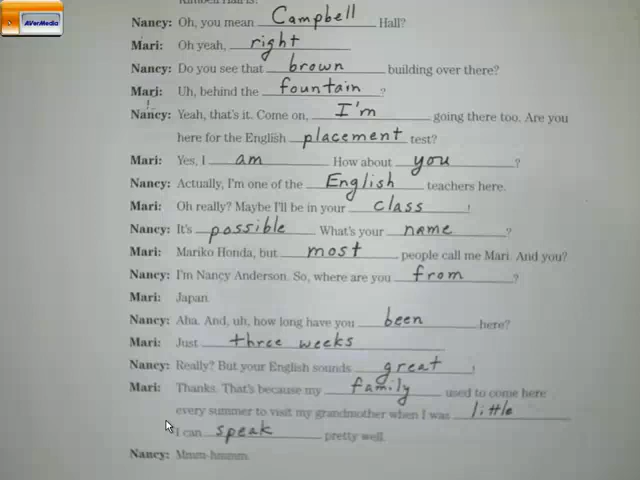 AVerMedia
Nancy: Oh, you mean Campbell Hall?
Mari: Oh yeah, right
Nancy: Do you see that brown building over there?
Mari: Uh, behind the fountain ?
Nancy: Yeah, that's it. Come on, I'm going there too. Are you
here for the English placement test?
Mari: Yes, I am How about you ?
Nancy: Actually, I'm one of the English teachers here.
Mari: Oh really? Maybe I'll be in your class !
Nancy: It's possible What's your name ?
Mari: Mariko Honda, but most people call me Mari. And you?
Nancy: I'm Nancy Anderson. So, where are you from ?
Mari: Japan.
Nancy: Aha. And, uh, how long have you been here?
Mari: Just three weeks
Nancy: Really? But your English sounds great !
Mari: Thanks. That's because my family used to come here
every summer to visit my grandmother when I was little
I can speak pretty well.
Nancy: Mmm-hmmm.